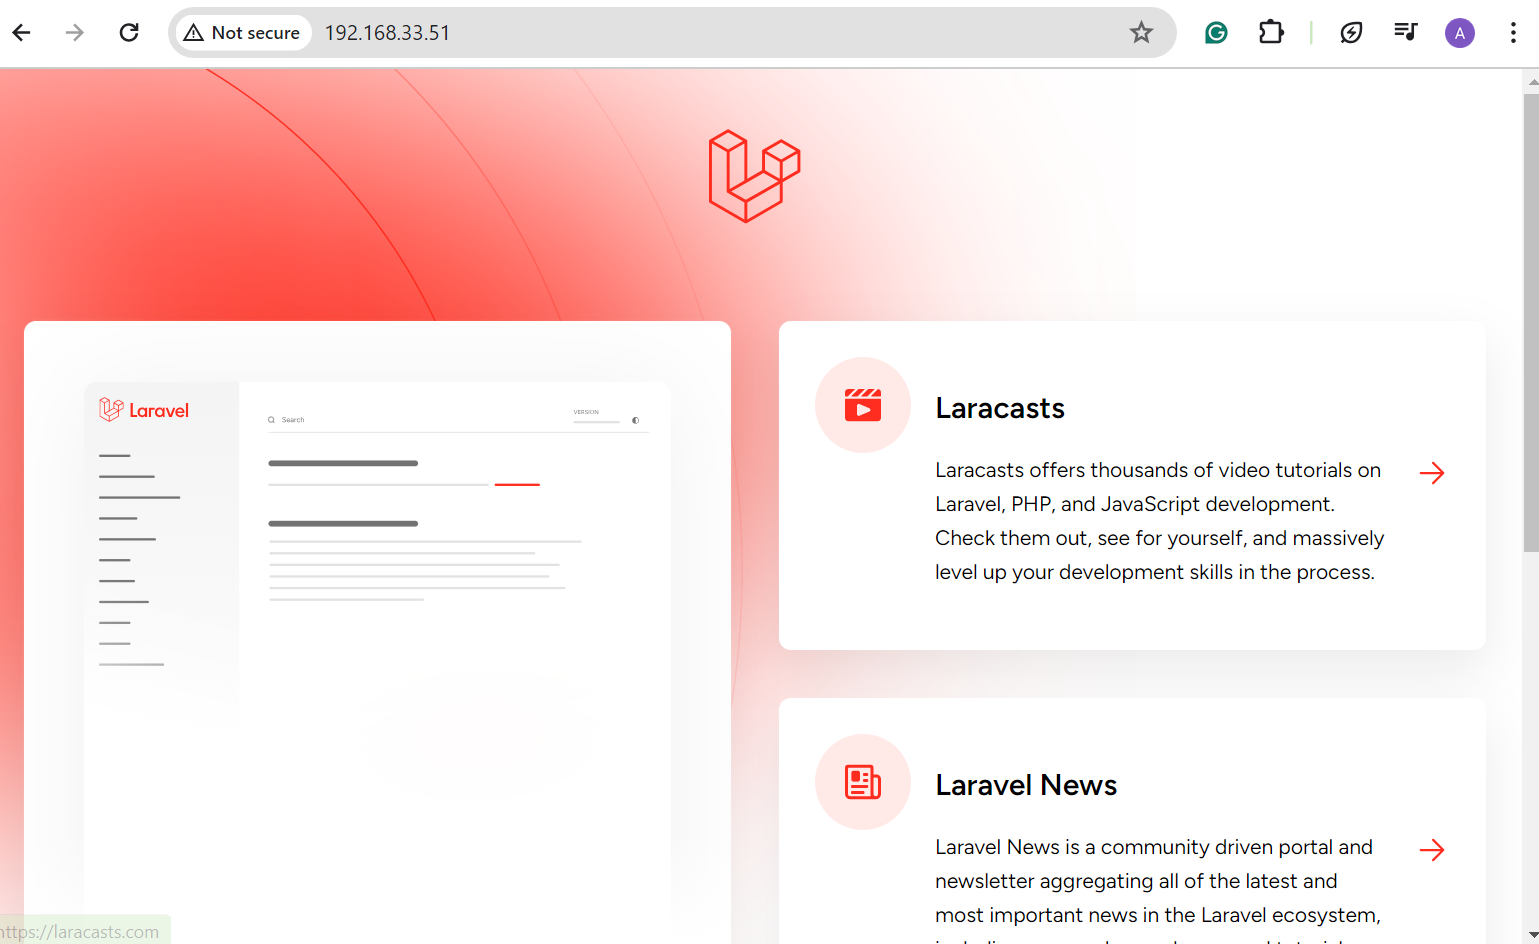 Not secure 192.168.33.51
A
Laravel
Search
VERSION
Laracasts
Laracasts offers thousands of video tutorials on
Laravel, PHP, and JavaScript development.
Check them out, see for yourself, and massively
level up your development skills in the process.
Laravel News
Laravel News is a community driven portal and
newsletter aggregating all of the latest and
most important news in the Laravel ecosystem,
https://laracasts.com